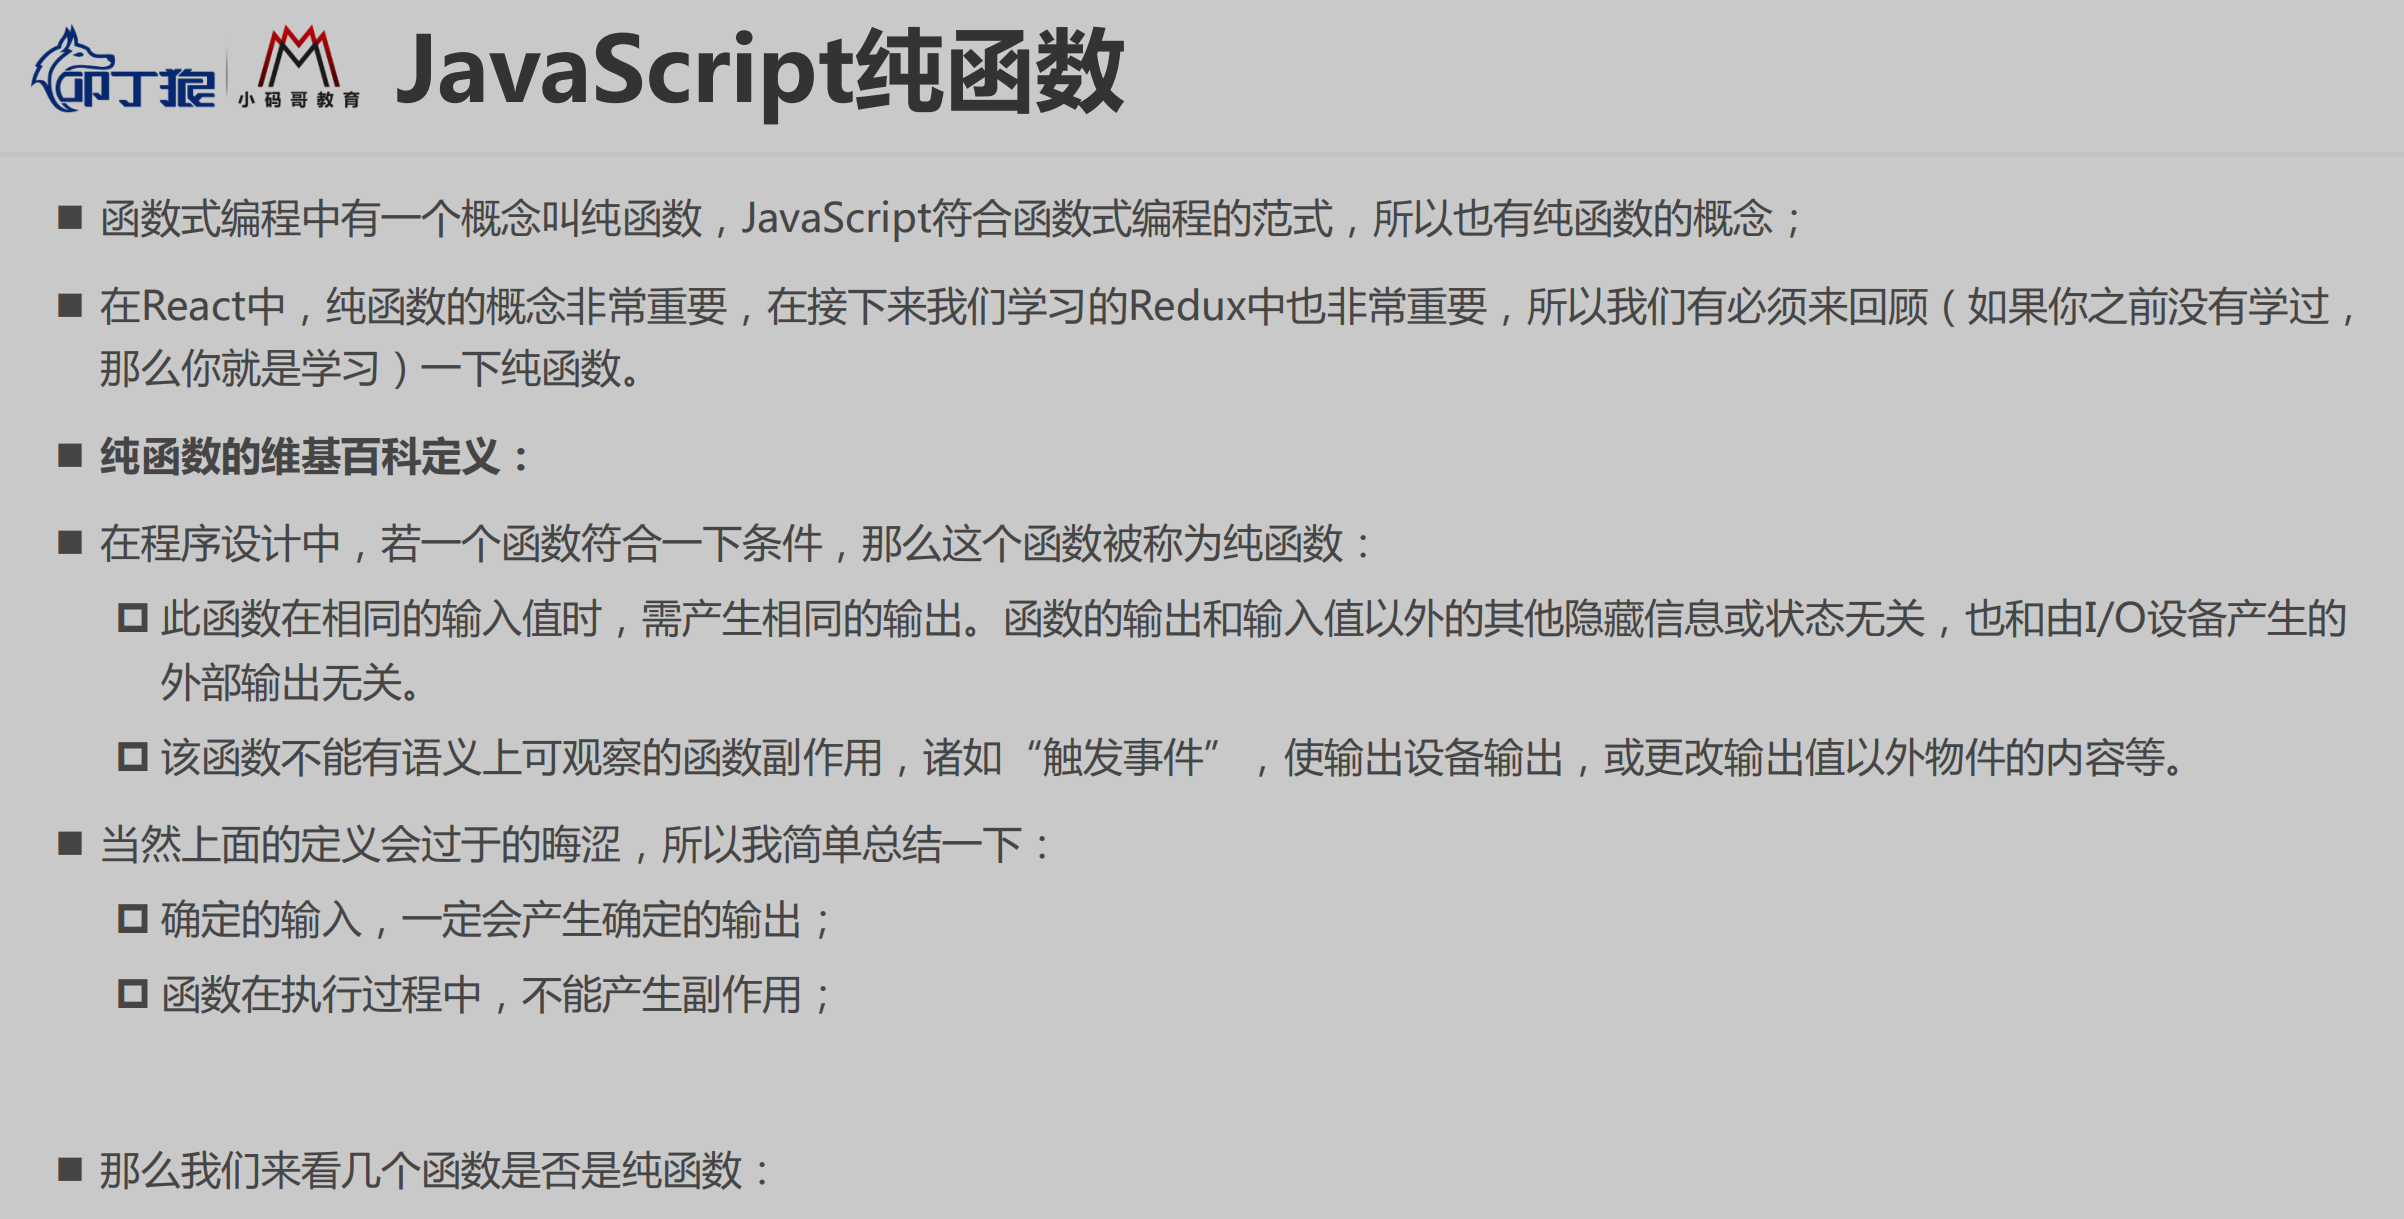 叩丁狼
小码哥教育
JavaScript纯函数
函数式编程中有一个概念叫纯函数，JavaScript符合函数式编程的范式，所以也有纯函数的概念；
在React中，纯函数的概念非常重要，在接下来我们学习的Redux中也非常重要，所以我们有必须来回顾（如果你之前没有学过，
那么你就是学习）一下纯函数。
纯函数的维基百科定义：
在程序设计中，若一个函数符合一下条件，那么这个函数被称为纯函数：
此函数在相同的输入值时，需产生相同的输出。函数的输出和输入值以外的其他隐藏信息或状态无关，也和由I/O设备产生的
外部输出无关。
该函数不能有语义上可观察的函数副作用，诸如“触发事件”，使输出设备输出，或更改输出值以外物件的内容等。
当然上面的定义会过于的晦涩，所以我简单总结一下：
确定的输入，一定会产生确定的输出；
函数在执行过程中，不能产生副作用；
那么我们来看几个函数是否是纯函数：